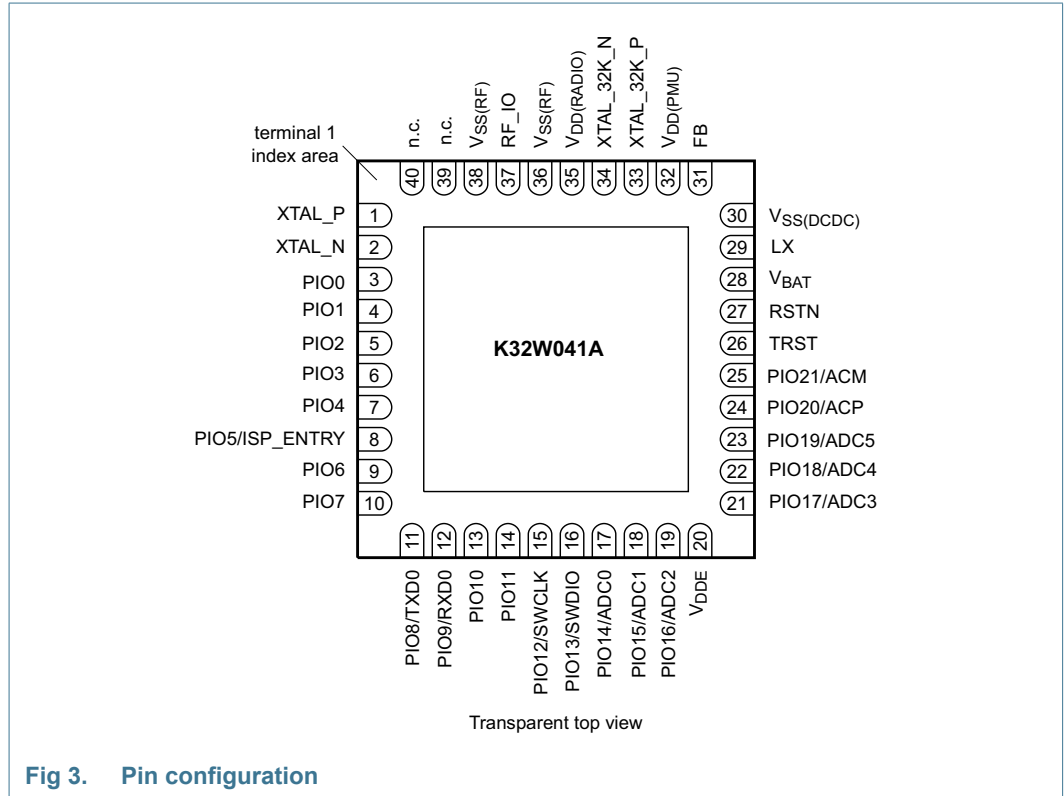 terminal 1
index area
n.c.
n.c.
VSS(RF)
RF_IO
VSS(RF)
VDD(RADIO)
XTAL_32K_N
XTAL_32K_P
VDD(PMU)
FB
40
39
38
37
36
35
34
33
32
31
XTAL_P 1
XTAL_N 2
PIO0 3
PIO1 4
PIO2 5
PIO3 6
PIO4 7
PIO5/ISP_ENTRY 8
PIO6 9
PIO7 10
K32W041A
30 VSS(DCDC)
29 LX
28 VBAT
27 RSTN
26 TRST
25 PIO21/ACM
24 PIO20/ACP
23 PIO19/ADC5
22 PIO18/ADC4
21 PIO17/ADC3
11
12
13
14
15
16
17
18
19
20
PIO8/TXD0
PIO9/RXD0
PIO10
PIO11
PIO12/SWCLK
PIO13/SWDIO
PIO14/ADC0
PIO15/ADC1
PIO16/ADC2
VDDE
Transparent top view
Fig 3. Pin configuration